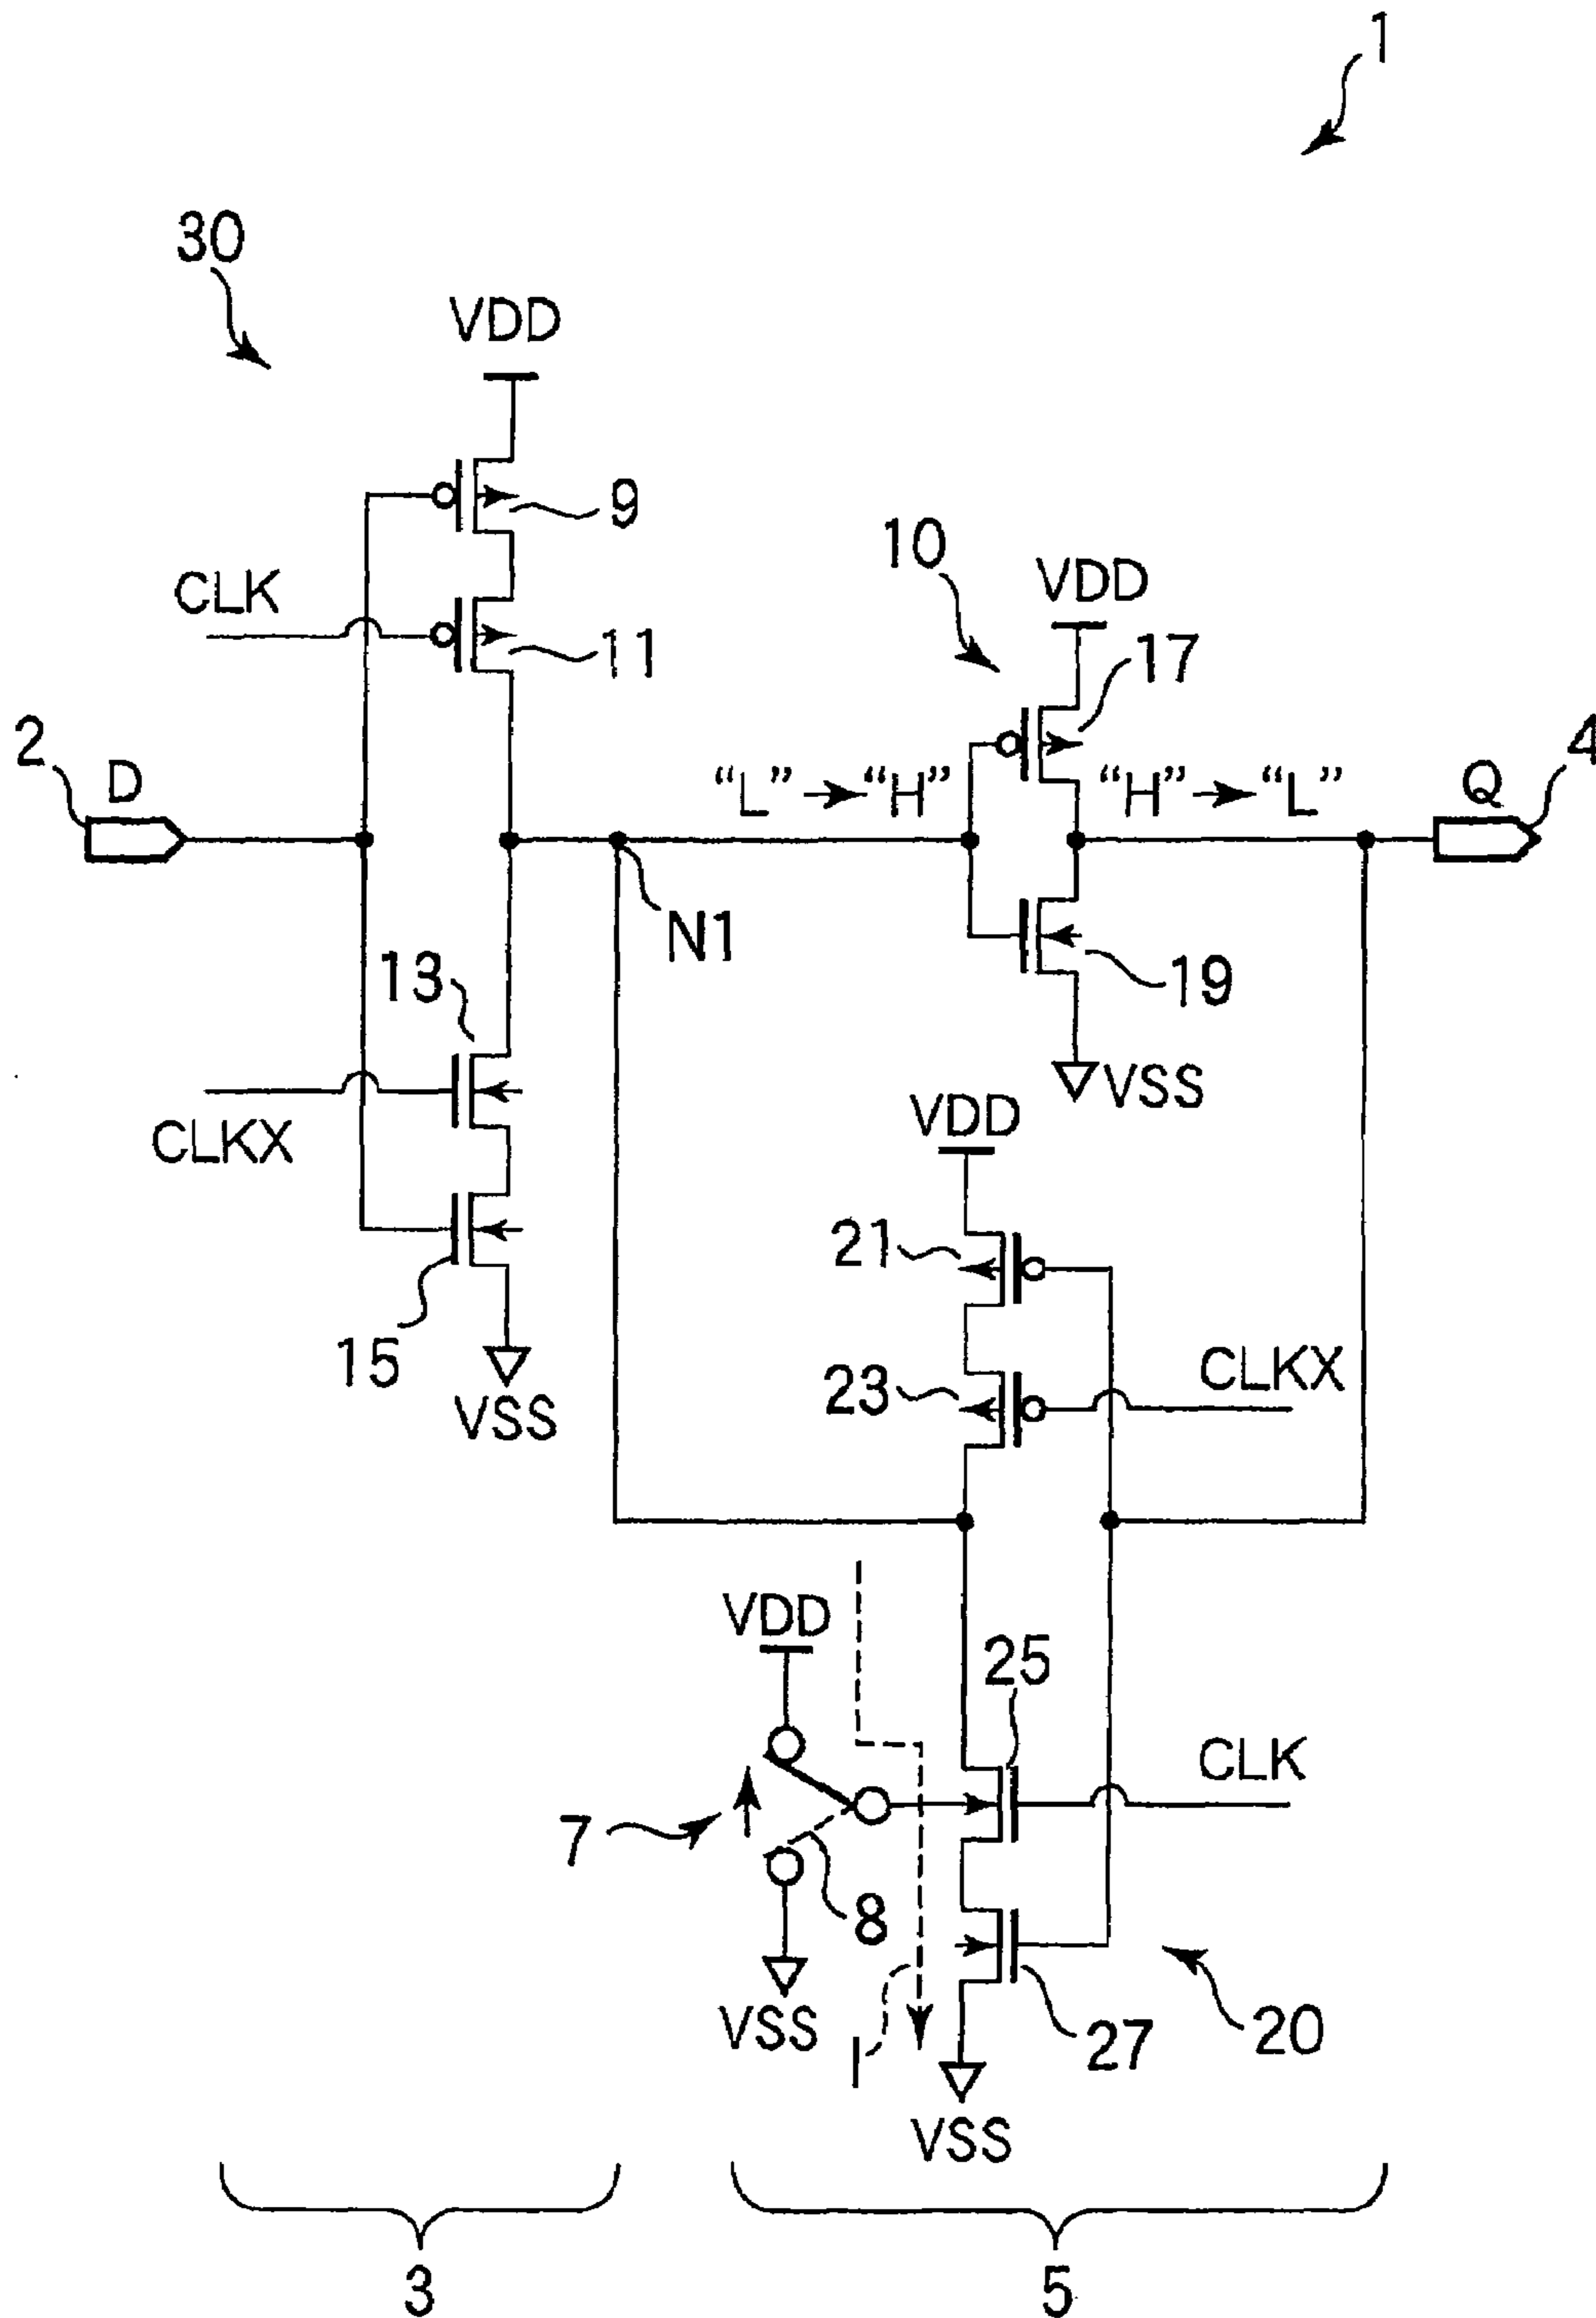 1
30
VDD
9
10
VDD
CLK
11
17
2
D
"L" → "H"
"H" → "L"
Q
4
N1
13
19
VSS
CLKX
VDD
21
15
VSS
23
CLKX
VDD
25
CLK
7
8
VSS
I
27
20
VSS
3
5